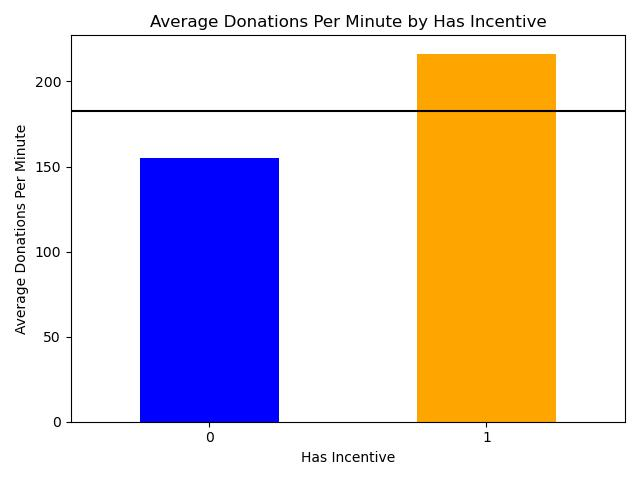 Average Donations Per Minute by Has Incentive
Average Donations Per Minute
200
150
100
50
0
0 1
Has Incentive